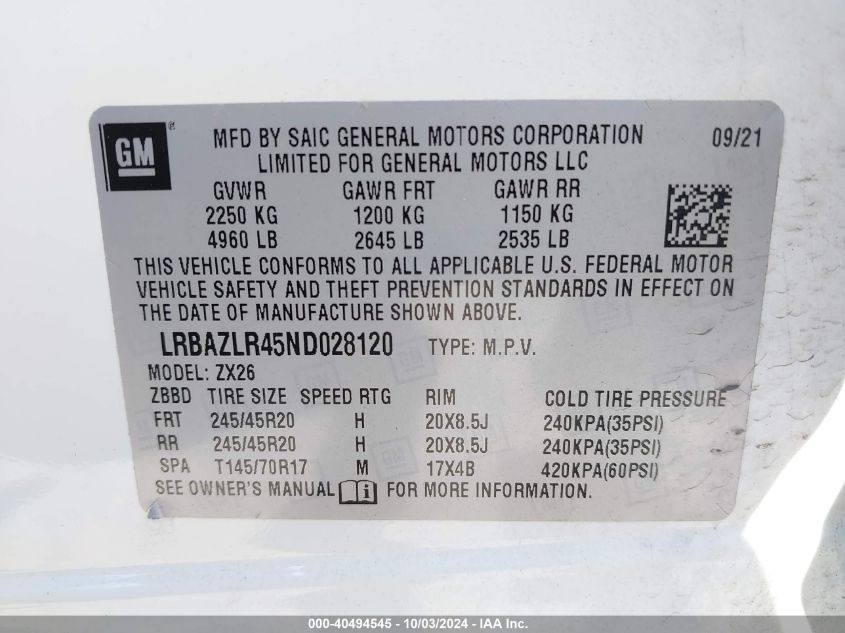 GM ® MFD BY SAIC GENERAL MOTORS CORPORATION 09/21
LIMITED FOR GENERAL MOTORS LLC
GVWR GAWR FRT GAWR RR
2250 KG 1200 KG 1150 KG
4960 LB 2645 LB 2535 LB
THIS VEHICLE CONFORMS TO ALL APPLICABLE U.S. FEDERAL MOTOR
VEHICLE SAFETY AND THEFT PREVENTION STANDARDS IN EFFECT ON
THE DATE OF MANUFACTURE SHOWN ABOVE.
LRBAZLR45ND028120 TYPE: M.P.V.
MODEL: ZX26
ZBBD TIRE SIZE SPEED RTG RIM COLD TIRE PRESSURE
FRT 245/45R20 H 20X8.5J 240KPA(35PSI)
RR 245/45R20 H 20X8.5J 240KPA(35PSI)
SPA T145/70R17 M 17X4B 420KPA(60PSI)
SEE OWNER'S MANUAL i FOR MORE INFORMATION.
000-40494545 - 10/03/2024 - IAA Inc.